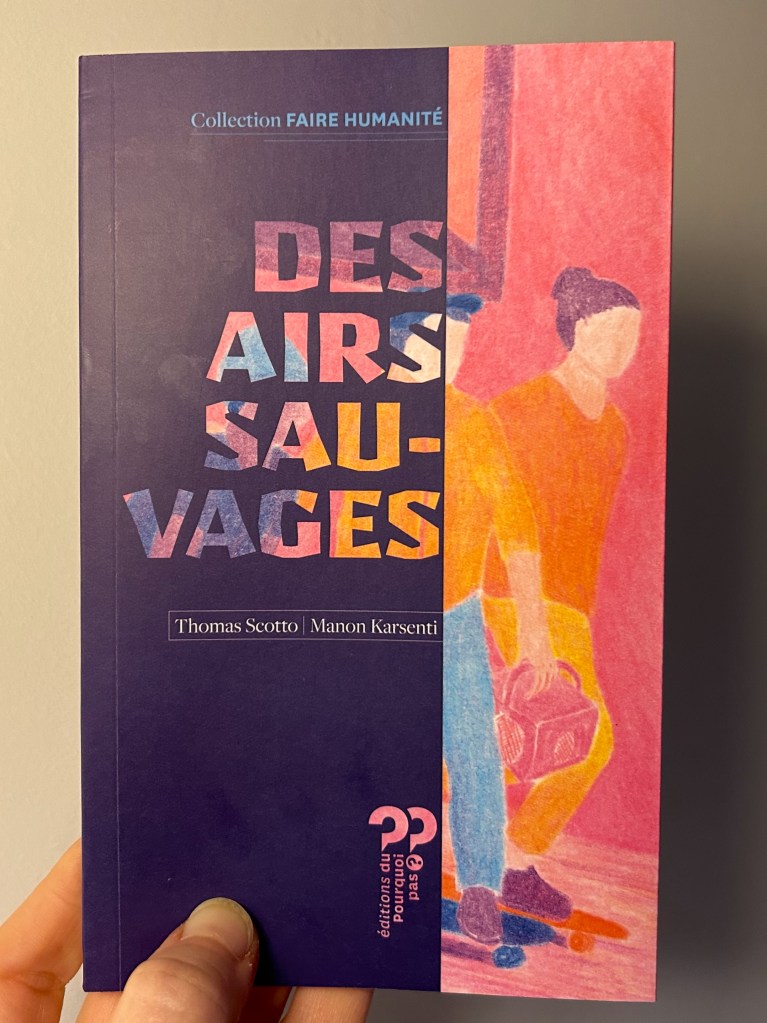 Collection FAIRE HUMANITÉ
DES
AIRS
SAU-
VAGES
Thomas Scotto | Manon Karsenti
éditions du
Pourquoi
pas ?